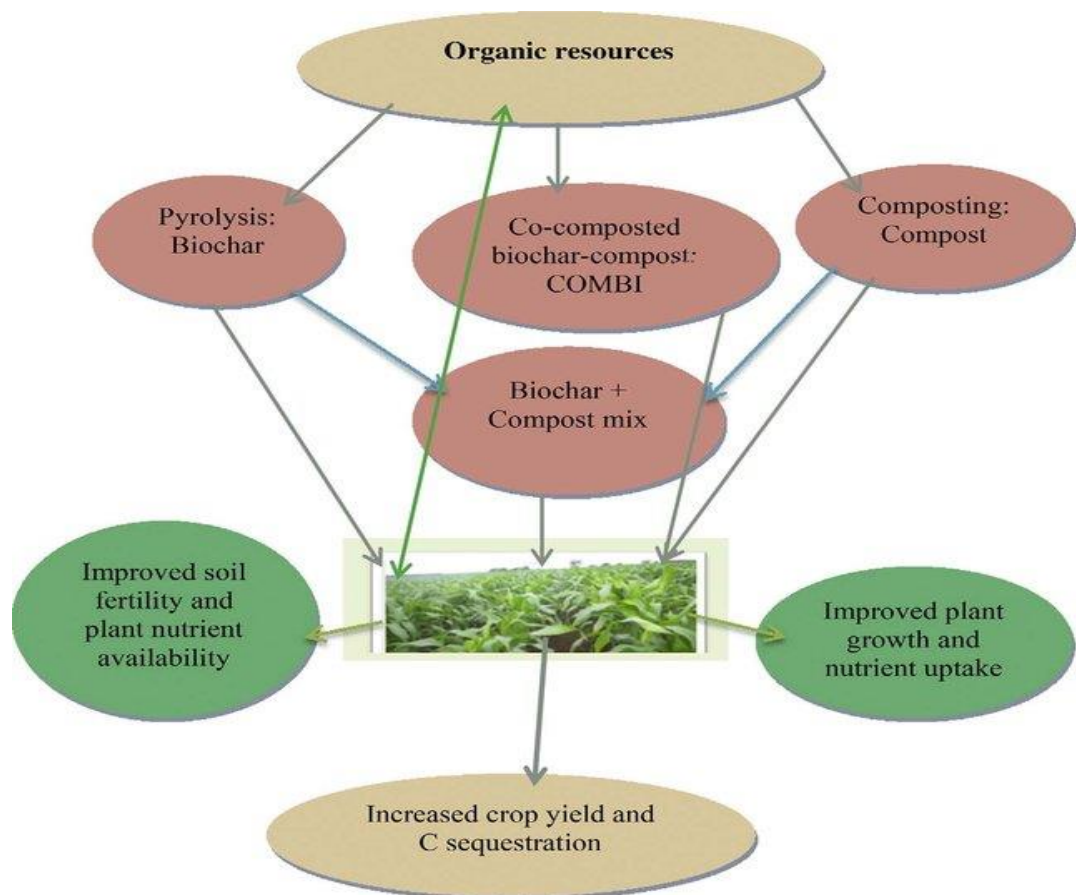 Organic resources
Pyrolysis:
Biochar
Co-composted
biochar-compost:
COMBI
Composting:
Compost
Biochar +
Compost mix
Improved soil
fertility and
plant nutrient
availability
Improved plant
growth and
nutrient uptake
Increased crop yield and
C sequestration